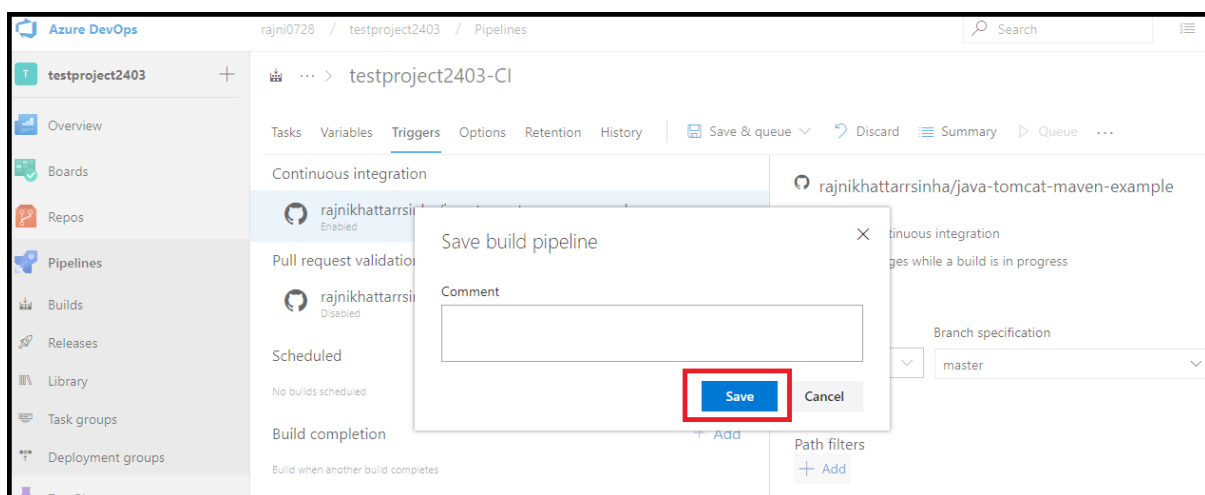 Azure DevOps
rajni0728 / testproject2403 / Pipelines
Search
T testproject2403
... > testproject2403-CI
Overview
Boards
Repos
Pipelines
Builds
Releases
Library
Task groups
Deployment groups
Tasks Variables Triggers Options Retention History Save & queue Discard Summary Queue ...
Continuous integration
rajnikhattarrsinha/
Enabled
Pull request validation
rajnikhattarrsi
Disabled
Scheduled
No builds scheduled
Build completion
+ Add
Build when another build completes
Save build pipeline
Comment
Save Cancel
rajnikhattarrsinha/java-tomcat-maven-example
tinuous integration
ges while a build is in progress
Branch specification
master
Path filters
+ Add